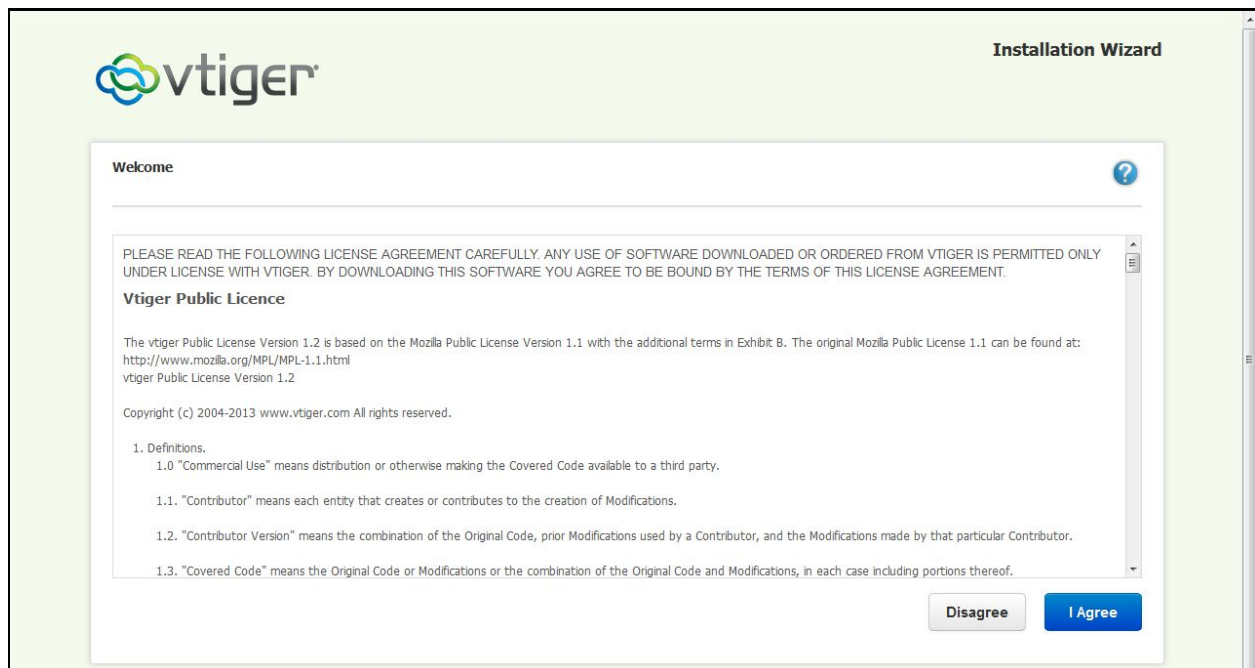 vtiger
Installation Wizard
Welcome
?
PLEASE READ THE FOLLOWING LICENSE AGREEMENT CAREFULLY. ANY USE OF SOFTWARE DOWNLOADED OR ORDERED FROM VTIGER IS PERMITTED ONLY
UNDER LICENSE WITH VTIGER. BY DOWNLOADING THIS SOFTWARE YOU AGREE TO BE BOUND BY THE TERMS OF THIS LICENSE AGREEMENT.
Vtiger Public Licence
The vtiger Public License Version 1.2 is based on the Mozilla Public License Version 1.1 with the additional terms in Exhibit B. The original Mozilla Public License 1.1 can be found at:
http://www.mozilla.org/MPL/MPL-1.1.html
vtiger Public License Version 1.2
Copyright (c) 2004-2013 www.vtiger.com All rights reserved.
1. Definitions.
1.0 "Commercial Use" means distribution or otherwise making the Covered Code available to a third party.
1.1. "Contributor" means each entity that creates or contributes to the creation of Modifications.
1.2. "Contributor Version" means the combination of the Original Code, prior Modifications used by a Contributor, and the Modifications made by that particular Contributor.
1.3. "Covered Code" means the Original Code or Modifications or the combination of the Original Code and Modifications, in each case including portions thereof.
Disagree
I Agree